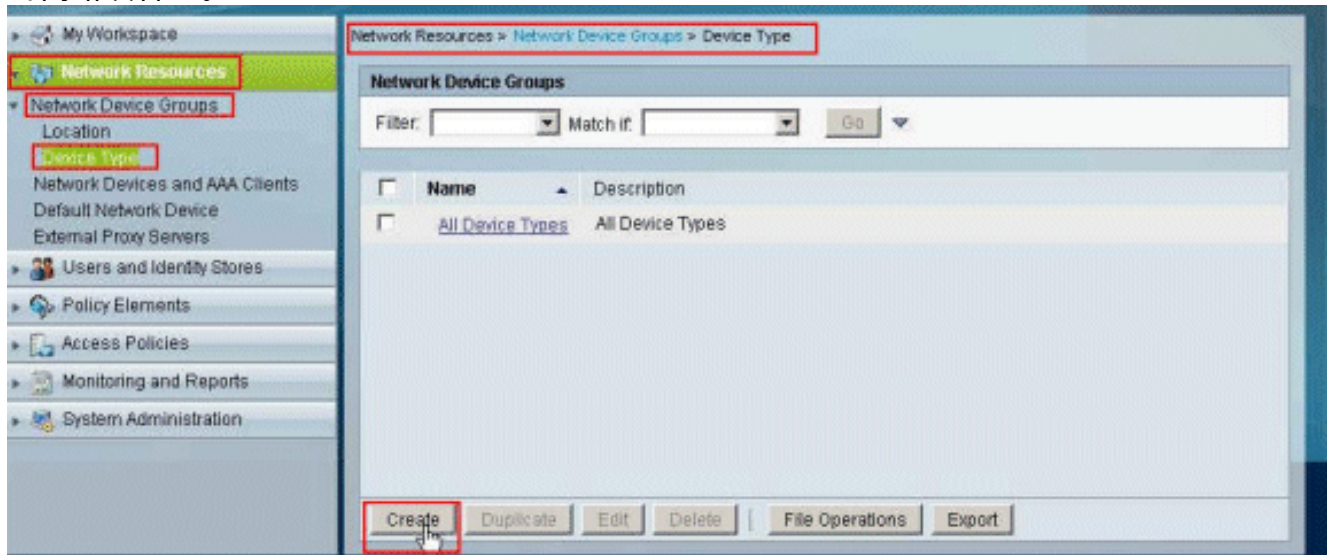 My Workspace
Network Resources
Network Device Groups
Location
Device Type
Network Devices and AAA Clients
Default Network Device
External Proxy Servers
Users and Identity Stores
Policy Elements
Access Policies
Monitoring and Reports
System Administration
Network Resources > Network Device Groups > Device Type
Network Device Groups
Filter: Match if: Go
Name Description
All Device Types All Device Types
Create Duplicate Edit Delete | File Operations Export